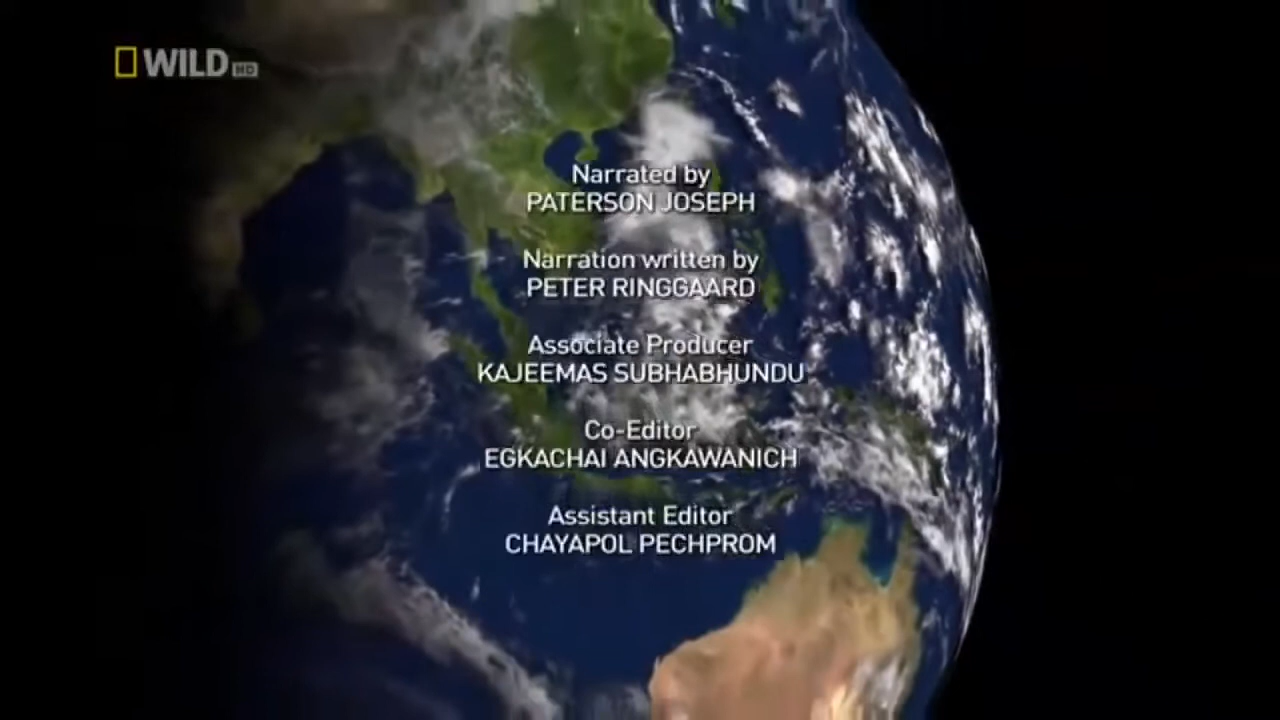 WILD HD
Narrated by
PATERSON JOSEPH
Narration written by
PETER RINGGAARD
Associate Producer
KAJEEMAS SUBHABHUNDU
Co-Editor
EGKACHAI ANGKAWANICH
Assistant Editor
CHAYAPOL PECHPROM